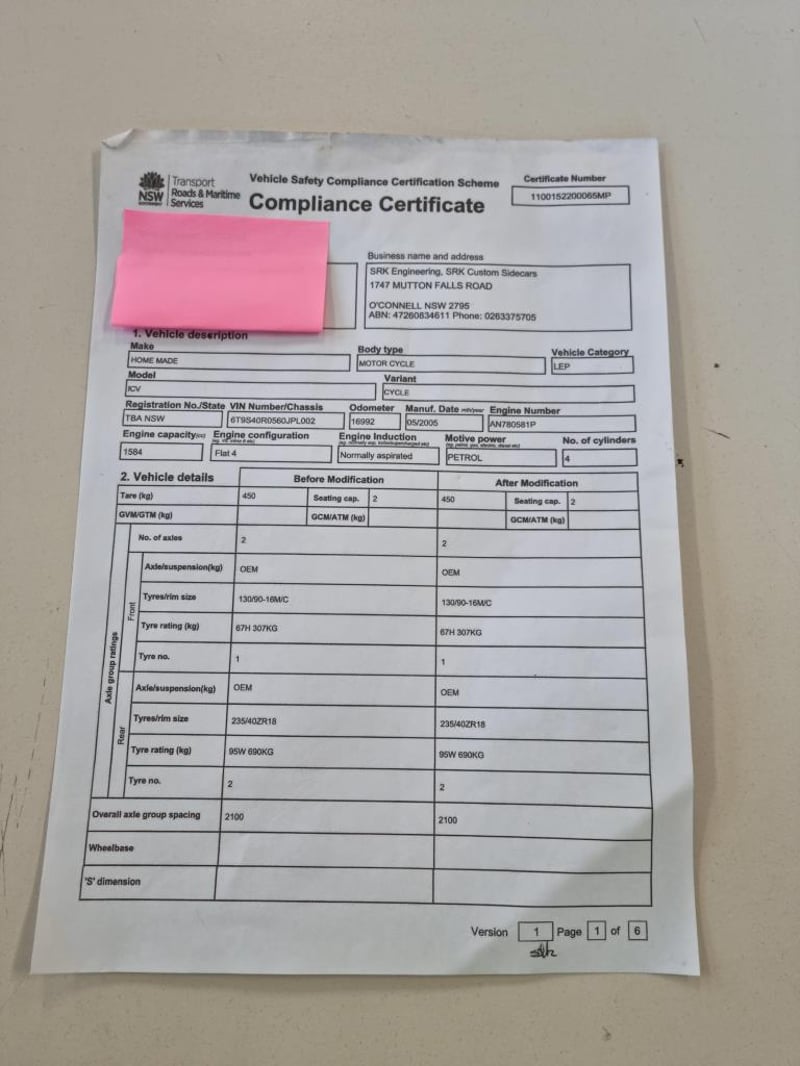 NSW
GOVERNMENT
Transport
Roads & Maritime
Services
Vehicle Safety Compliance Certification Scheme
Compliance Certificate
Certificate Number
1100152200065MP
Business name and address
SRK Engineering, SRK Custom Sidecars
1747 MUTTON FALLS ROAD
O'CONNELL NSW 2795
ABN: 47260834611 Phone: 0263375705
1. Vehicle description
Make
Body type
Vehicle Category
HOME MADE
MOTOR CYCLE
LEP
Model
Variant
ICV
CYCLE
Registration No./State VIN Number/Chassis Odometer Manuf. Date mth/year Engine Number
TBA NSW 6T9S40R0560JPL002 16992 05/2005 AN780581P
Engine capacity(cc) Engine configuration Engine Induction Motive power No. of cylinders
1584 Flat 4 Normally aspirated PETROL 4
2. Vehicle details Before Modification After Modification
Tare (kg) 450 Seating cap. 2 450 Seating cap. 2
GVM/GTM (kg) GCM/ATM (kg) GCM/ATM (kg)
Axle group ratings
No. of axles 2 2
Front
Axle/suspension(kg) OEM OEM
Tyres/rim size 130/90-16M/C 130/90-16M/C
Tyre rating (kg) 67H 307KG 67H 307KG
Tyre no. 1 1
Rear
Axle/suspension(kg) OEM OEM
Tyres/rim size 235/40ZR18 235/40ZR18
Tyre rating (kg) 95W 690KG 95W 690KG
Tyre no. 2 2
Overall axle group spacing 2100 2100
Wheelbase
'S' dimension
Version 1 Page 1 of 6